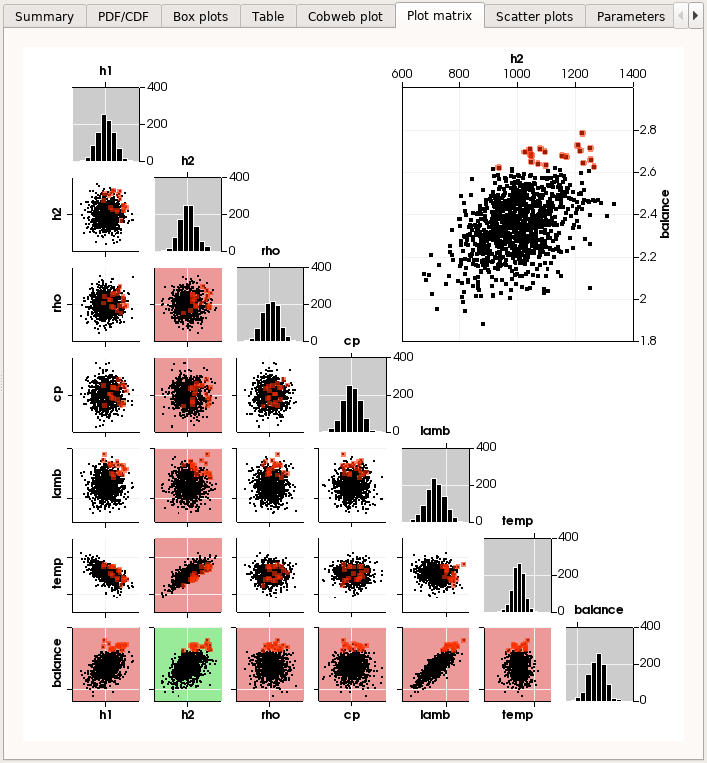 Summary PDF/CDF Box plots Table Cobweb plot Plot matrix Scatter plots Parameters
h2
600 800 1000 1200 1400
h1
400
200
0
2.8
2.6
2.4
2.2
2
1.8
balance
h2
h2
400
200
0
rho
rho
400
200
0
cp
cp
400
200
0
lamb
lamb
400
200
0
temp
temp
400
200
0
balance
balance
400
200
0
h1 h2 rho cp lamb temp